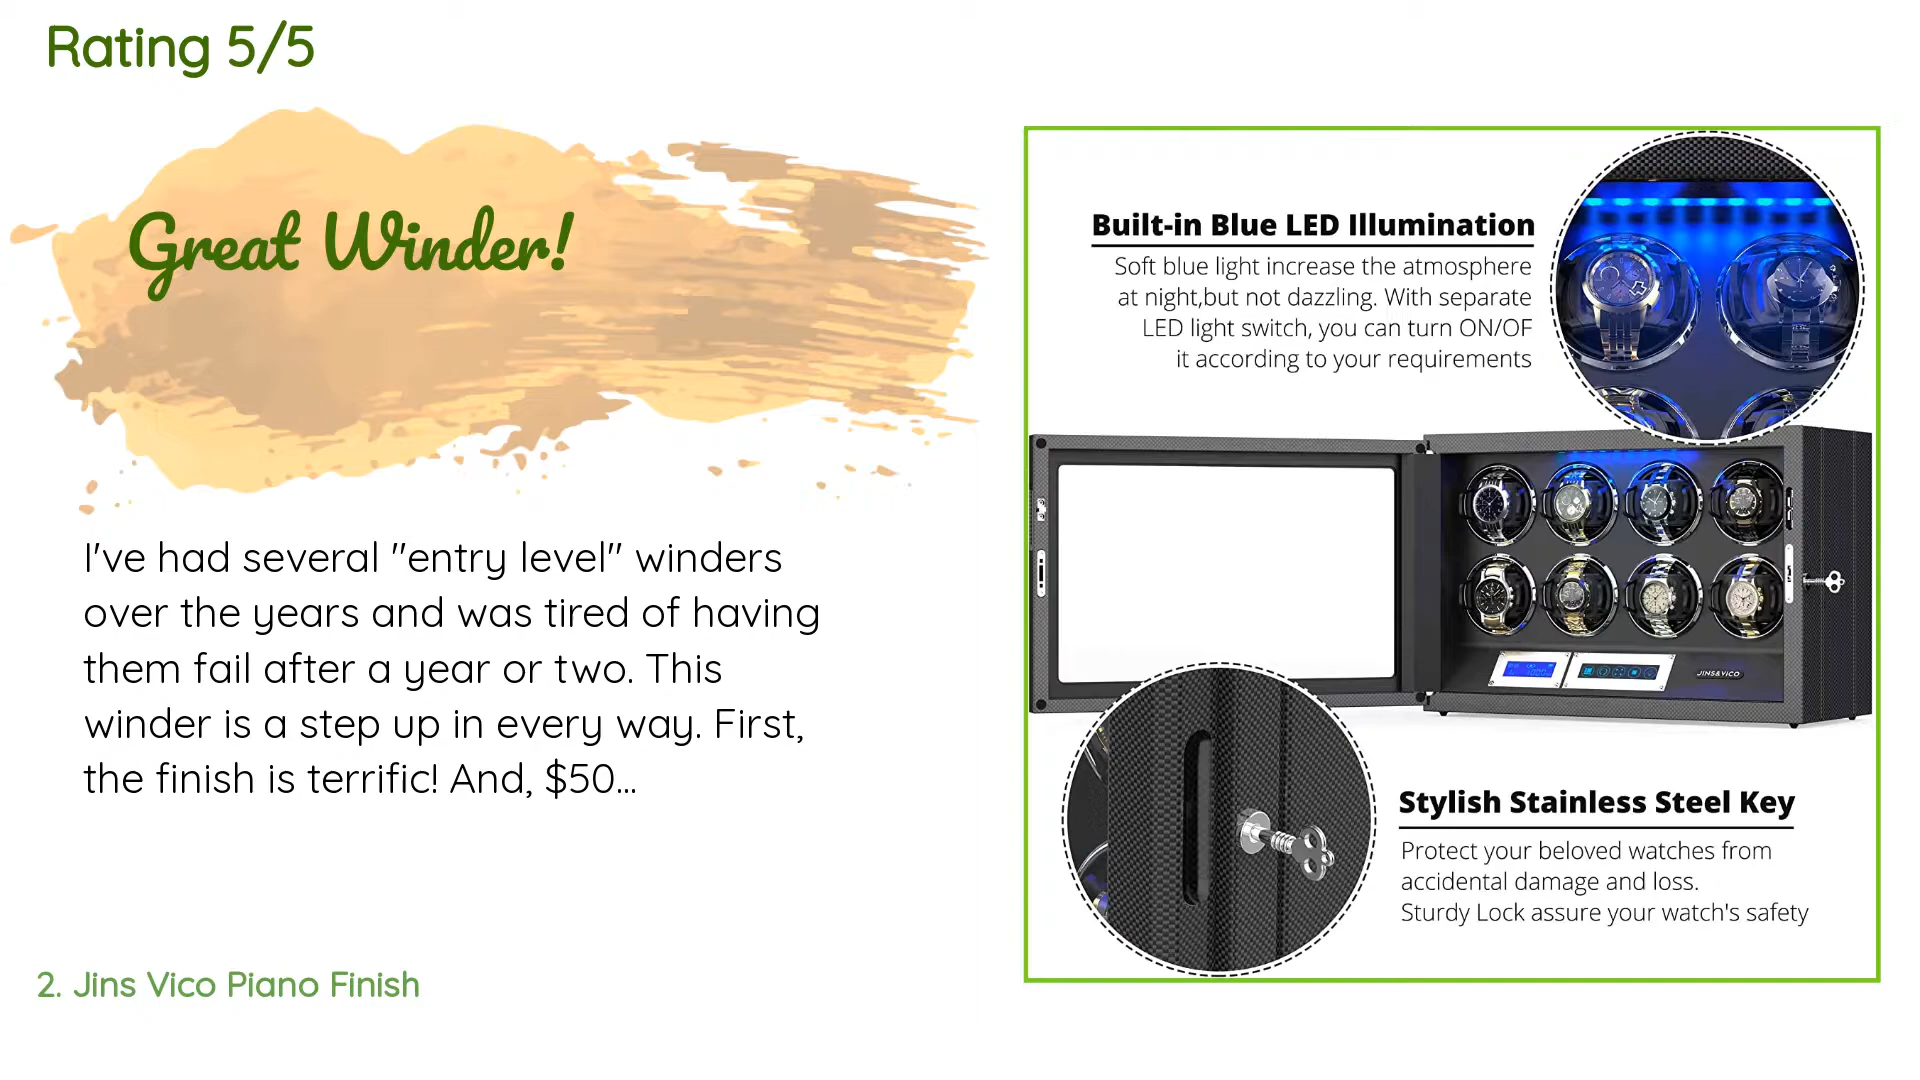 Rating 5/5
Great Winder!
I've had several "entry level" winders
over the years and was tired of having
them fail after a year or two. This
winder is a step up in every way. First,
the finish is terrific! And, $50...
2. Jins Vico Piano Finish
Built-in Blue LED Illumination
Soft blue light increase the atmosphere
at night,but not dazzling. With separate
LED light switch, you can turn ON/OF
it according to your requirements
JINS&VICO
Stylish Stainless Steel Key
Protect your beloved watches from
accidental damage and loss.
Sturdy Lock assure your watch's safety